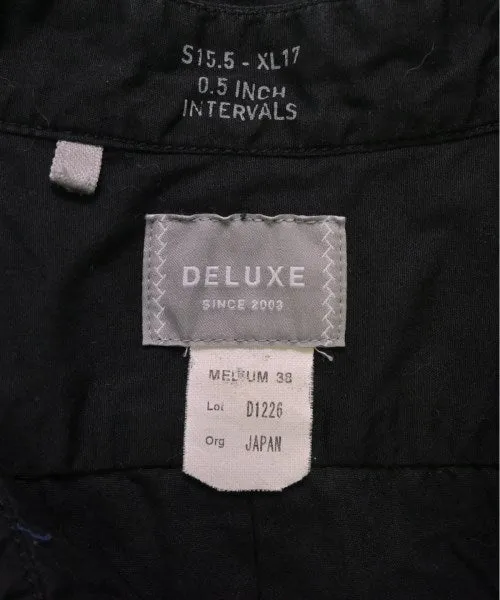 S15.5 - XL17
0.5 INCH
INTERVALS
DELUXE
SINCE 2003
MEDIUM 38
Lot D1226
Org JAPAN